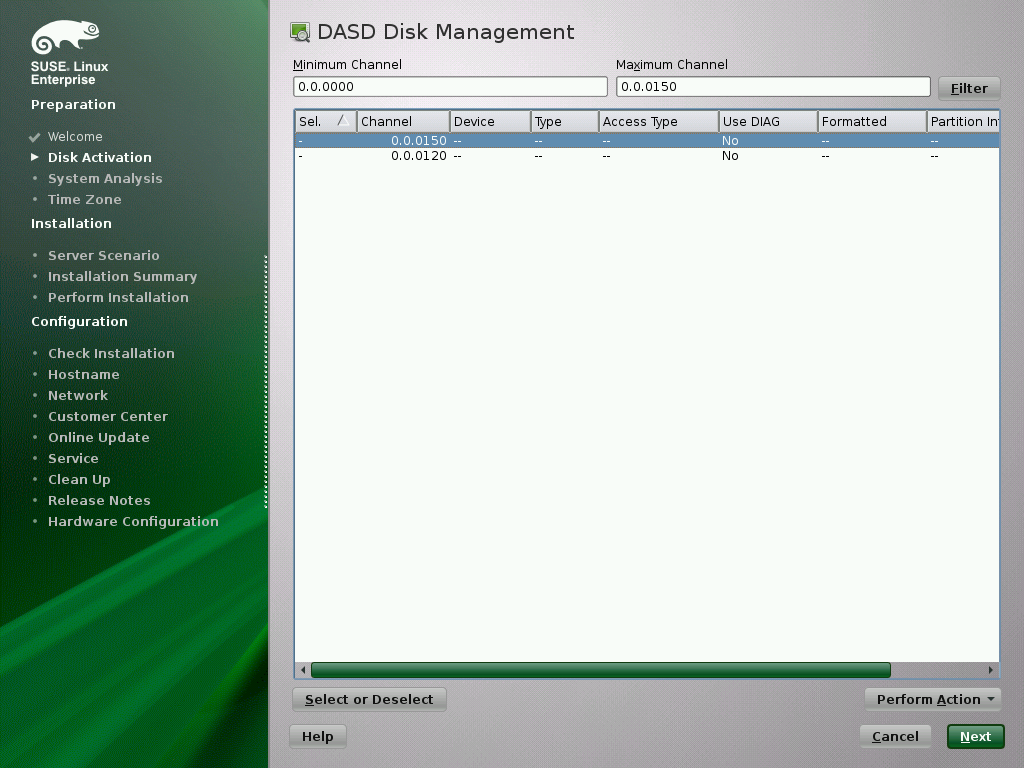 SUSE. Linux
Enterprise
Preparation
Welcome
Disk Activation
System Analysis
Time Zone
Installation
Server Scenario
Installation Summary
Perform Installation
Configuration
Check Installation
Hostname
Network
Customer Center
Online Update
Service
Clean Up
Release Notes
Hardware Configuration
DASD Disk Management
Minimum Channel Maximum Channel
0.0.0000 0.0.0150 Filter
Sel. Channel Device Type Access Type Use DIAG Formatted Partition In
- 0.0.0150 -- -- -- No -- --
- 0.0.0120 -- -- -- No -- --
Select or Deselect Perform Action
Help Cancel Next